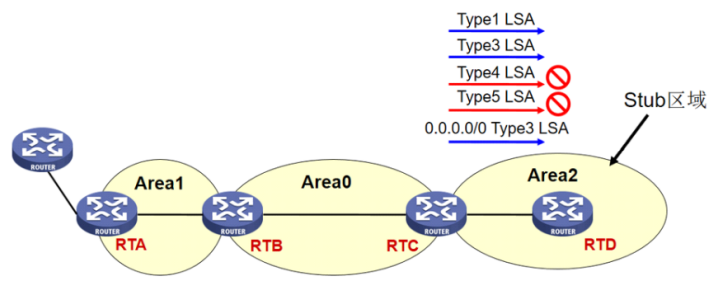 Type1 LSA
Type3 LSA
Type4 LSA
Type5 LSA
0.0.0.0/0 Type3 LSA
Stub区域
ROUTER
Area1
Area0
Area2
ROUTER
ROUTER
ROUTER
ROUTER
RTA
RTB
RTC
RTD